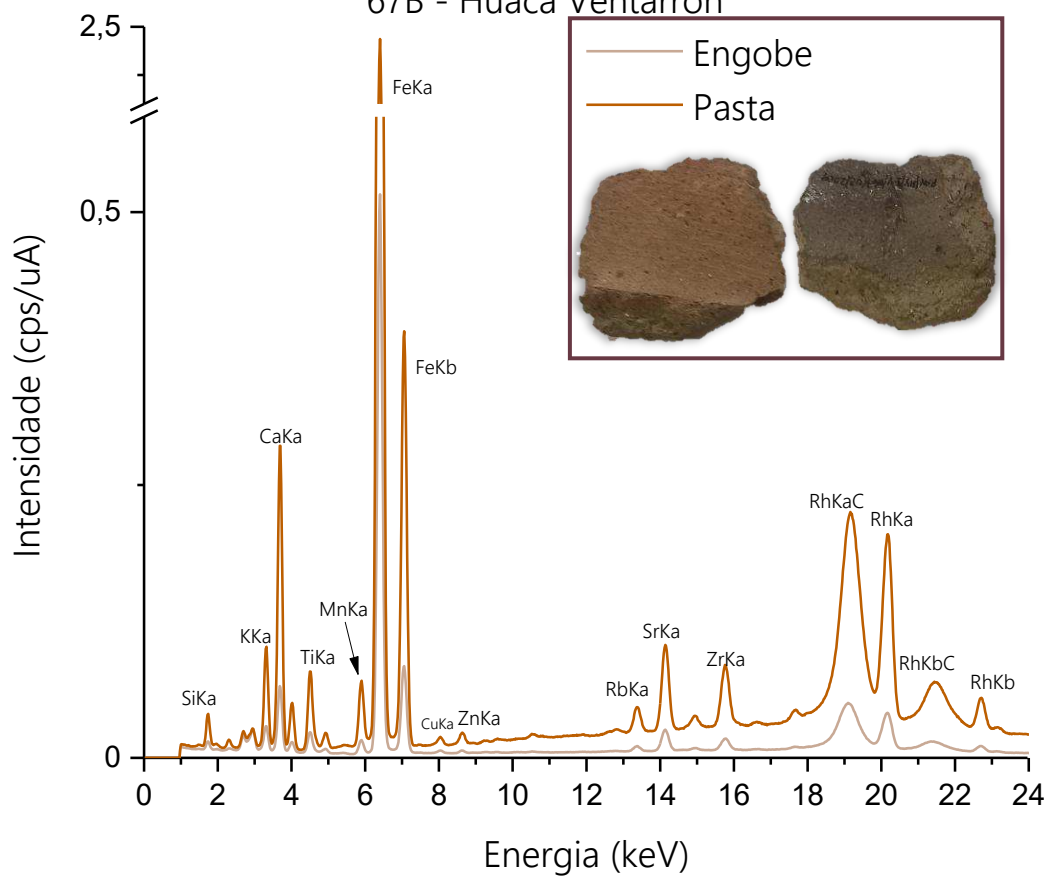 67B - Huaca Ventarrón
2,5
0,5
0
Intensidade (cps/uA)
Engobe
Pasta
FeKa
FeKb
CaKa
KKa
TiKa
MnKa
SiKa
CuKa
ZnKa
RbKa
SrKa
ZrKa
RhKaC
RhKa
RhKbC
RhKb
0 2 4 6 8 10 12 14 16 18 20 22 24
Energia (keV)